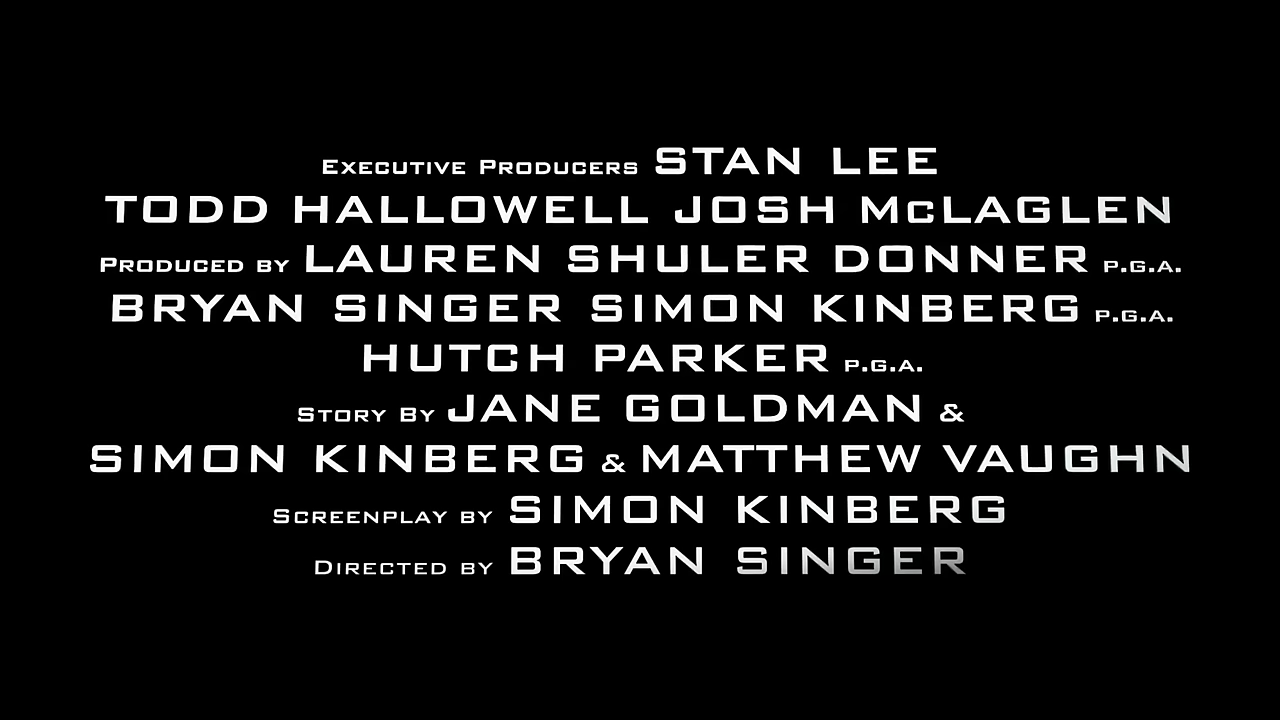 Executive Producers STAN LEE
TODD HALLOWELL JOSH McLAGLEN
Produced by LAUREN SHULER DONNER P.G.A.
BRYAN SINGER SIMON KINBERG P.G.A.
HUTCH PARKER P.G.A.
Story By JANE GOLDMAN &
SIMON KINBERG & MATTHEW VAUGHN
Screenplay by SIMON KINBERG
Directed by BRYAN SINGER